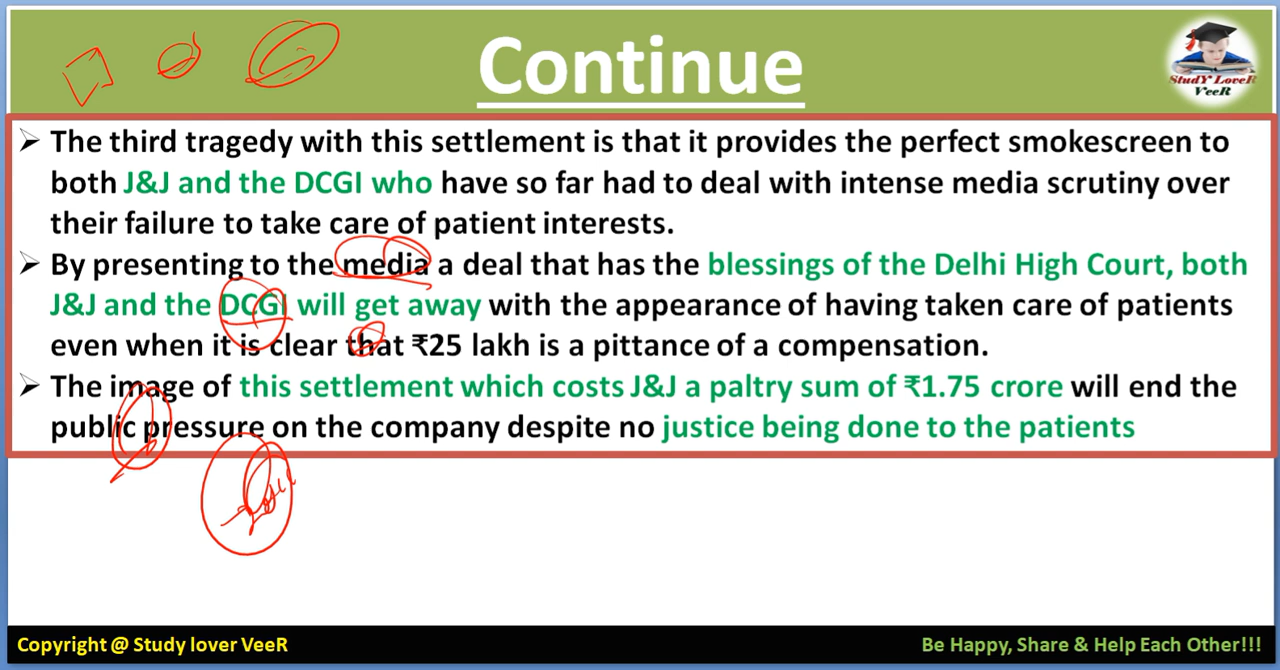 Continue
StudY LoveR
VeeR
➢ The third tragedy with this settlement is that it provides the perfect smokescreen to
both J&J and the DCGI who have so far had to deal with intense media scrutiny over
their failure to take care of patient interests.
➢ By presenting to the media a deal that has the blessings of the Delhi High Court, both
J&J and the DCGI will get away with the appearance of having taken care of patients
even when it is clear that ₹25 lakh is a pittance of a compensation.
➢ The image of this settlement which costs J&J a paltry sum of ₹1.75 crore will end the
public pressure on the company despite no justice being done to the patients
Copyright @ Study lover VeeR
Be Happy, Share & Help Each Other!!!